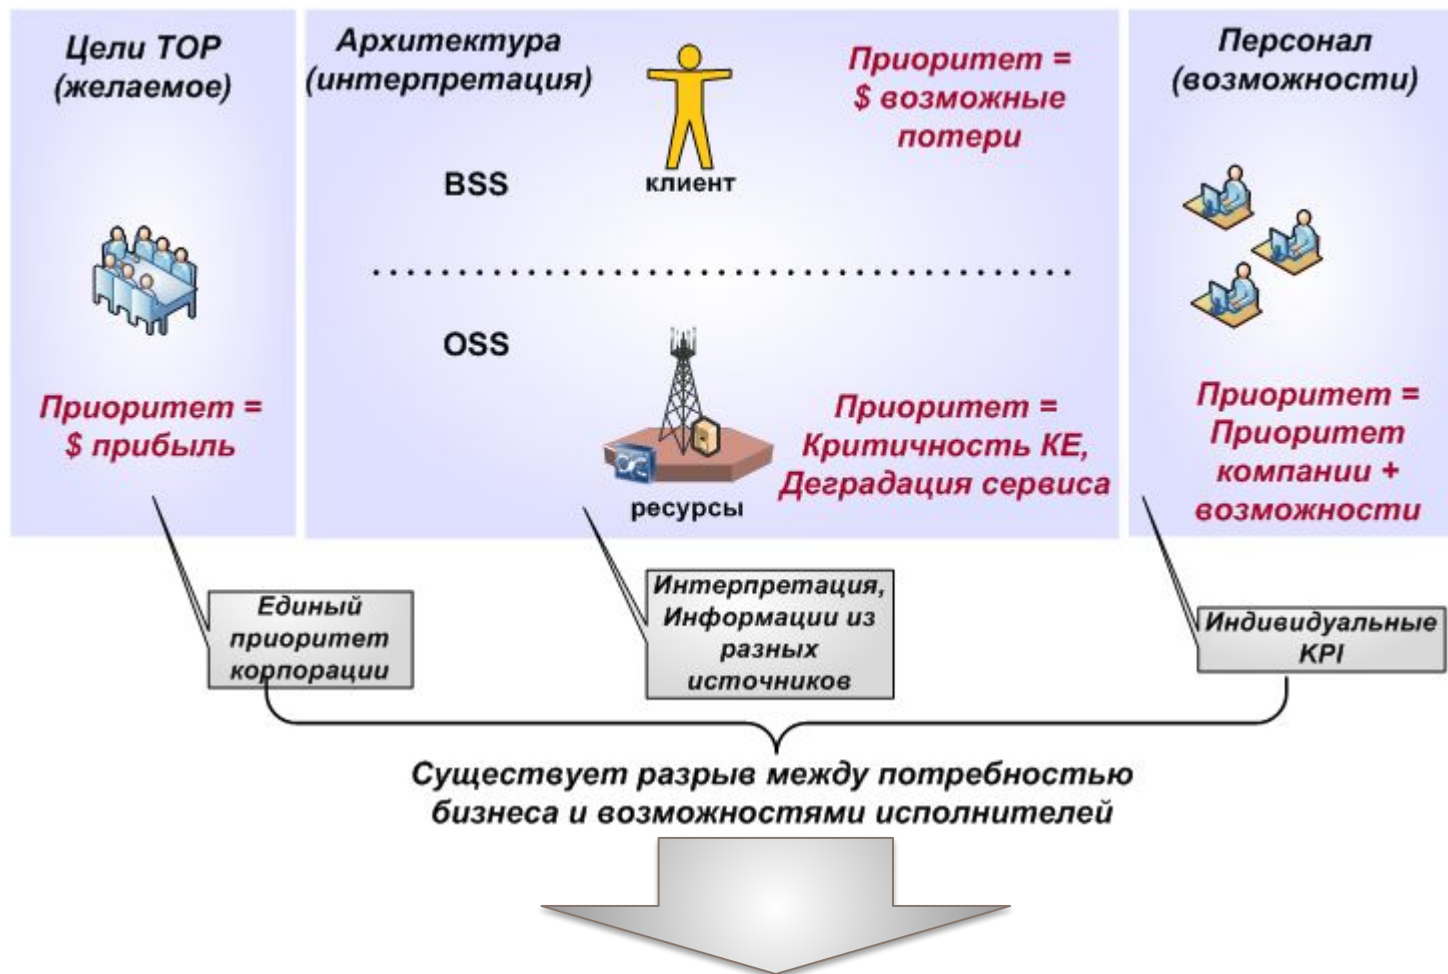 Цели TOP
(желаемое)
Приоритет =
$ прибыль
Архитектура
(интерпретация)
BSS
клиент
Приоритет =
$ возможные
потери
OSS
ресурсы
Приоритет =
Критичность КЕ,
Деградация сервиса
Персонал
(возможности)
Приоритет =
Приоритет
компании +
возможности
Единый
приоритет
корпорации
Интерпретация,
Информации из
разных
источников
Индивидуальные
KPI
Существует разрыв между потребностью
бизнеса и возможностями исполнителей